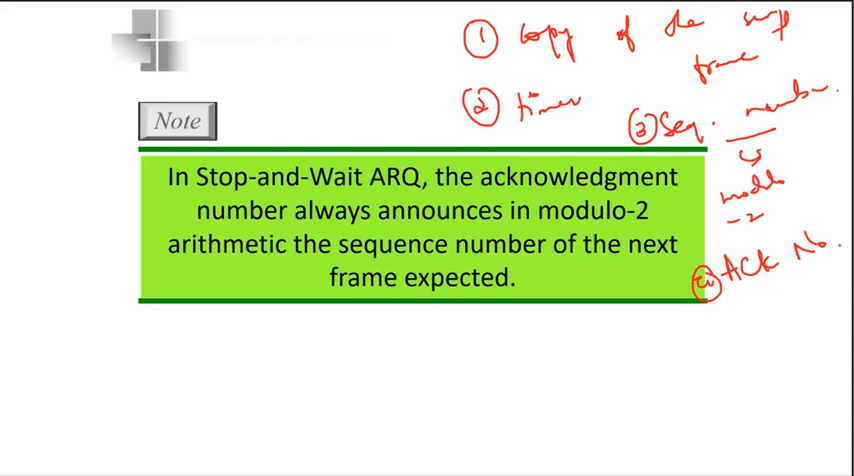 ① Copy of the
frame
② timer
③ Seq. number
modulo
-2
④ ACK No.
Note
In Stop-and-Wait ARQ, the acknowledgment
number always announces in modulo-2
arithmetic the sequence number of the next
frame expected.